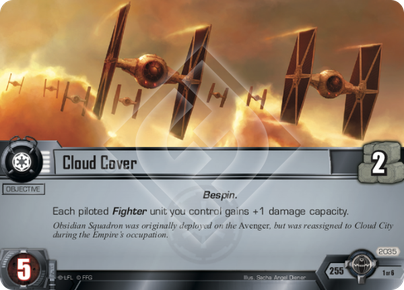 Cloud Cover
2
OBJECTIVE
Bespin.
Each piloted Fighter unit you control gains +1 damage capacity.
Obsidian Squadron was originally deployed on the Avenger, but was reassigned to Cloud City
during the Empire's occupation.
2035
5
©LFL © FFG
Illus. Sacha Angel Diener
255
1 of 6